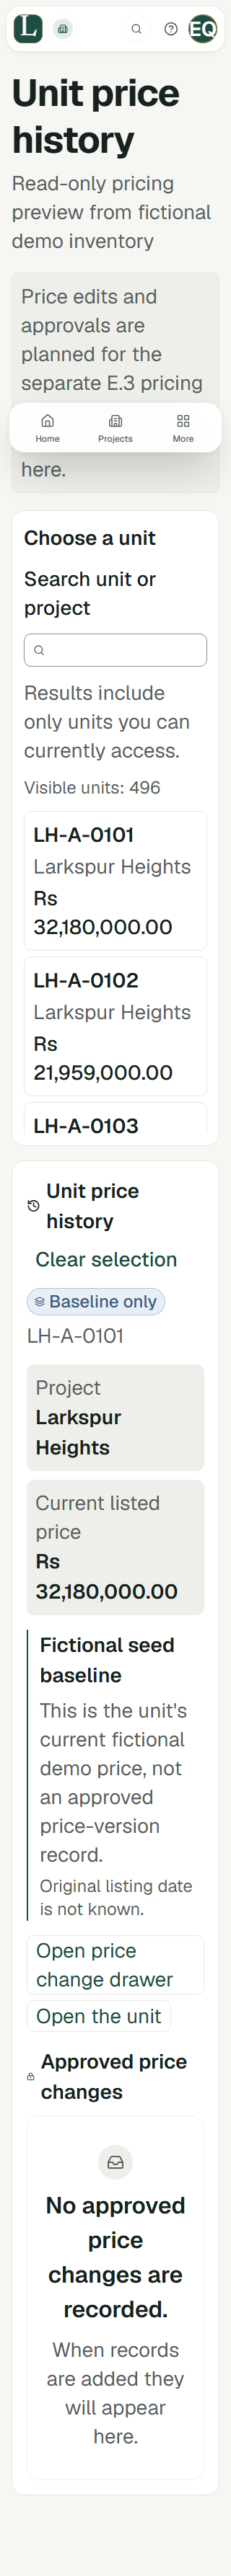 L
EQ
Unit price
history
Read-only pricing
preview from fictional
demo inventory
Price edits and
approvals are
planned for the
separate E.3 pricing
Home
Projects
More
here.
Choose a unit
Search unit or
project
Results include
only units you can
currently access.
Visible units: 496
LH-A-0101
Larkspur Heights
Rs
32,180,000.00
LH-A-0102
Larkspur Heights
Rs
21,959,000.00
LH-A-0103
Unit price
history
Clear selection
Baseline only
LH-A-0101
Project
Larkspur
Heights
Current listed
price
Rs
32,180,000.00
Fictional seed
baseline
This is the unit's
current fictional
demo price, not
an approved
price-version
record.
Original listing date
is not known.
Open price
change drawer
Open the unit
Approved price
changes
No approved
price
changes are
recorded.
When records
are added they
will appear
here.